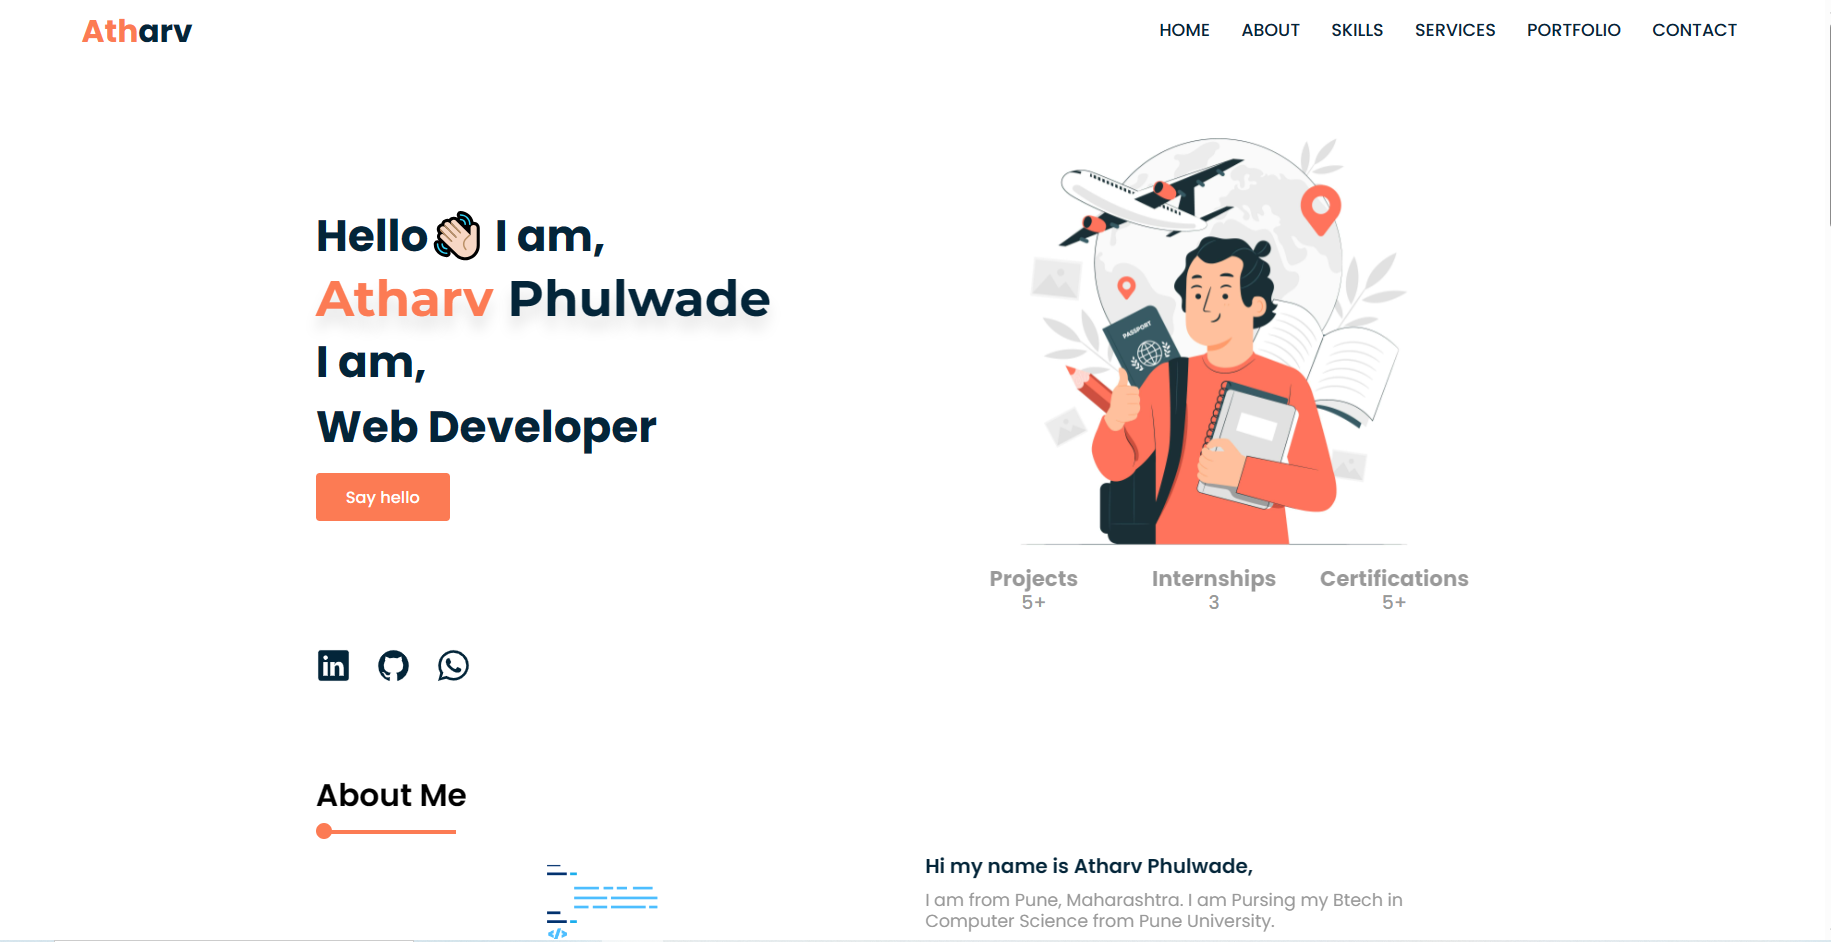 Atharv
HOME ABOUT SKILLS SERVICES PORTFOLIO CONTACT
Hello👋🏻 I am,
Atharv Phulwade
I am,
Web Developer
Say hello
PASSPORT
Projects Internships Certifications
5+ 3 5+
in
About Me
Hi my name is Atharv Phulwade,
I am from Pune, Maharashtra. I am Pursing my Btech in
Computer Science from Pune University.